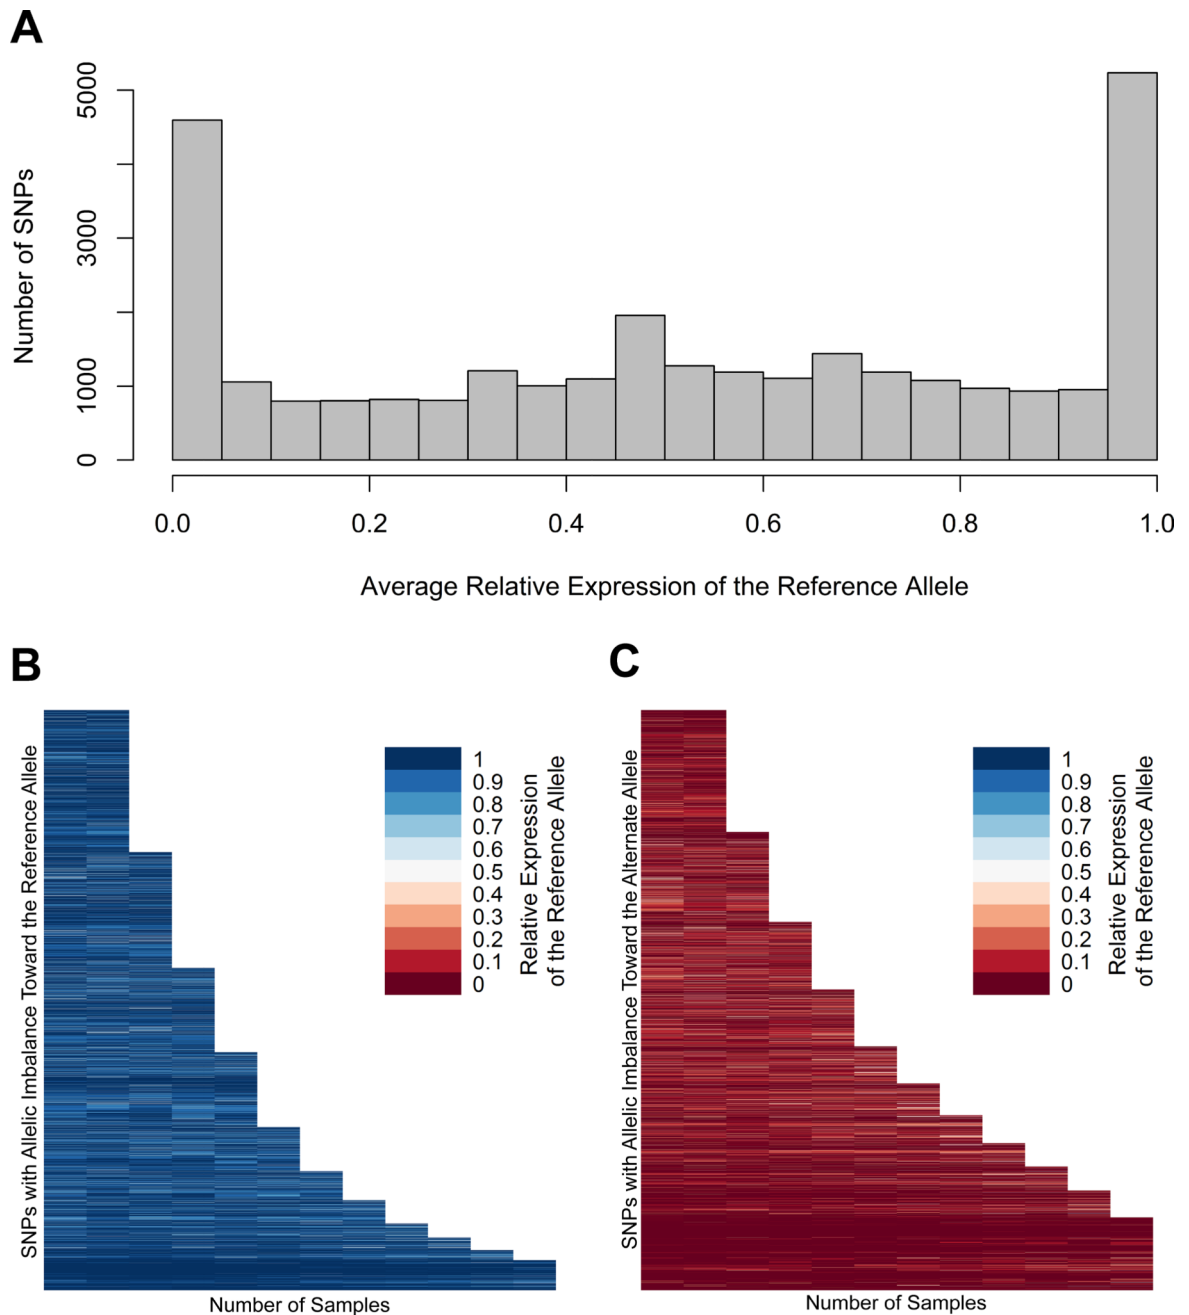 A
Number of SNPs
5000
3000
1000
0
0.0 0.2 0.4 0.6 0.8 1.0
Average Relative Expression of the Reference Allele
B
SNPs with Allelic Imbalance Toward the Reference Allele
1
0.9
0.8
0.7
0.6
0.5
0.4
0.3
0.2
0.1
0
Relative Expression
of the Reference Allele
Number of Samples
C
SNPs with Allelic Imbalance Toward the Alternate Allele
1
0.9
0.8
0.7
0.6
0.5
0.4
0.3
0.2
0.1
0
Relative Expression
of the Reference Allele
Number of Samples